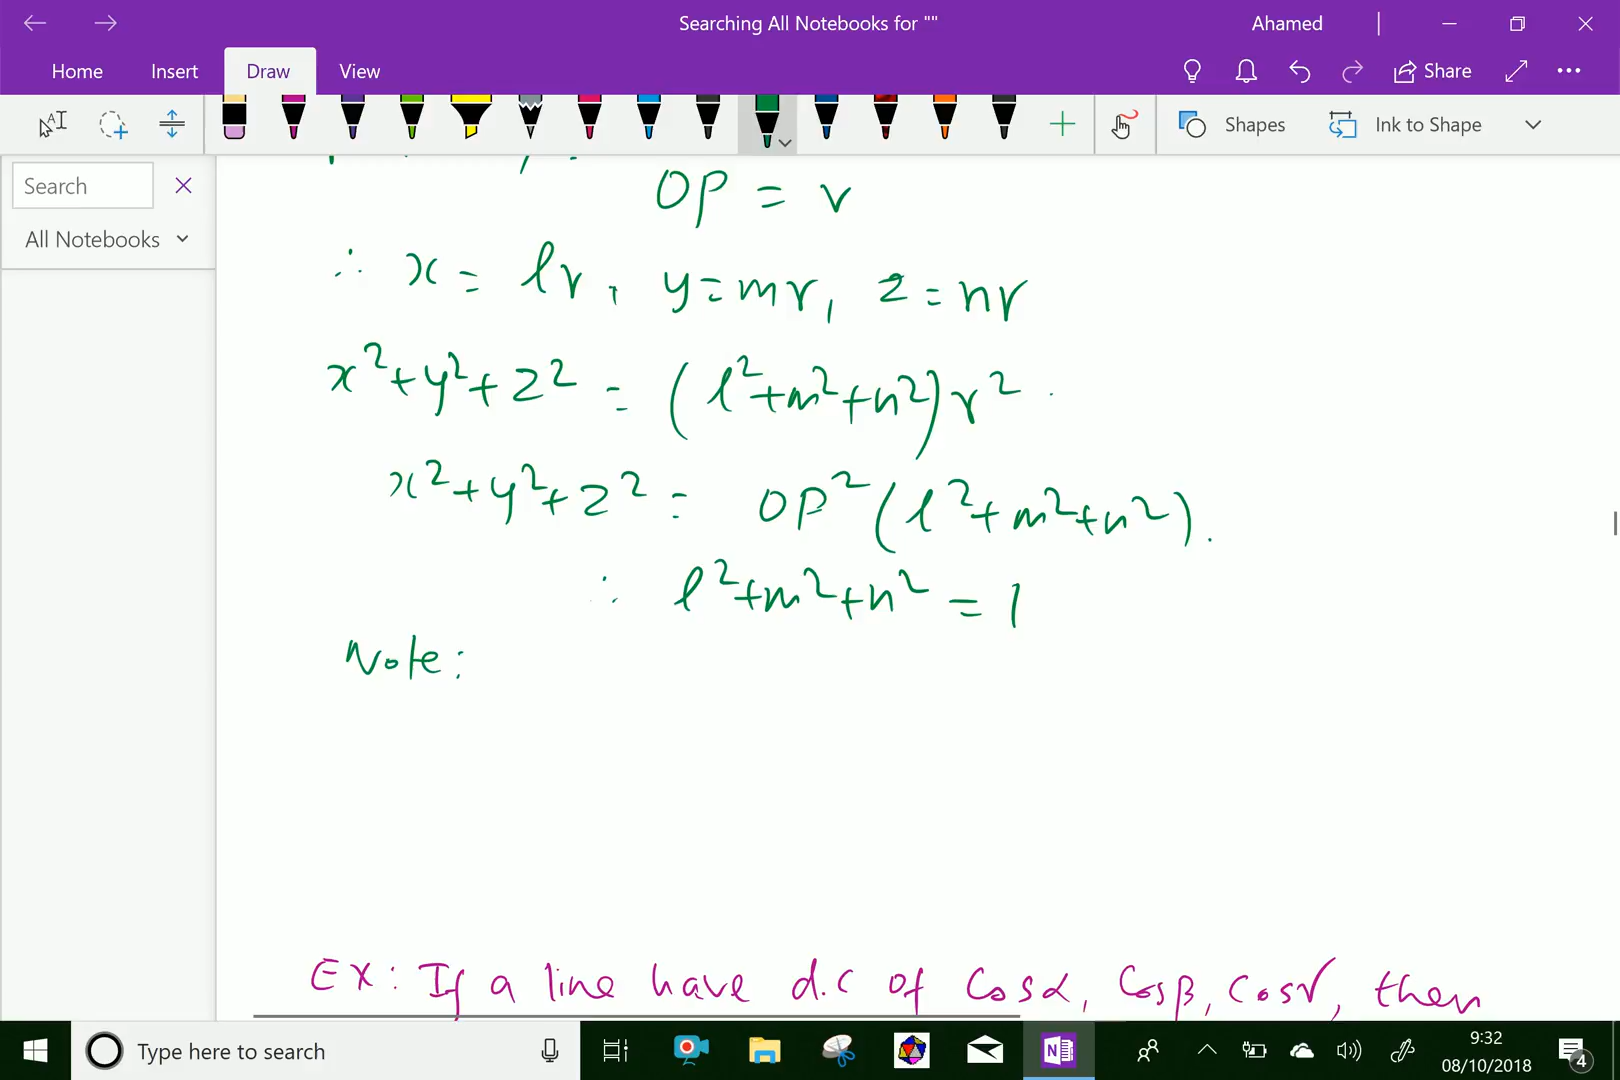 Searching All Notebooks for ""
Ahamed
Home Insert Draw View
Share
Shapes
Ink to Shape
Search
All Notebooks
OP = r
∴ x = lr, y = mr, z = nr
x²+y²+z² = (l²+m²+n²)r²
x²+y²+z² = OP²(l²+m²+n²).
∴ l²+m²+n² = 1
Note:
EX: If a line have d.c of Cosα, Cosβ, Cosγ, then
Type here to search
9:32
08/10/2018
4